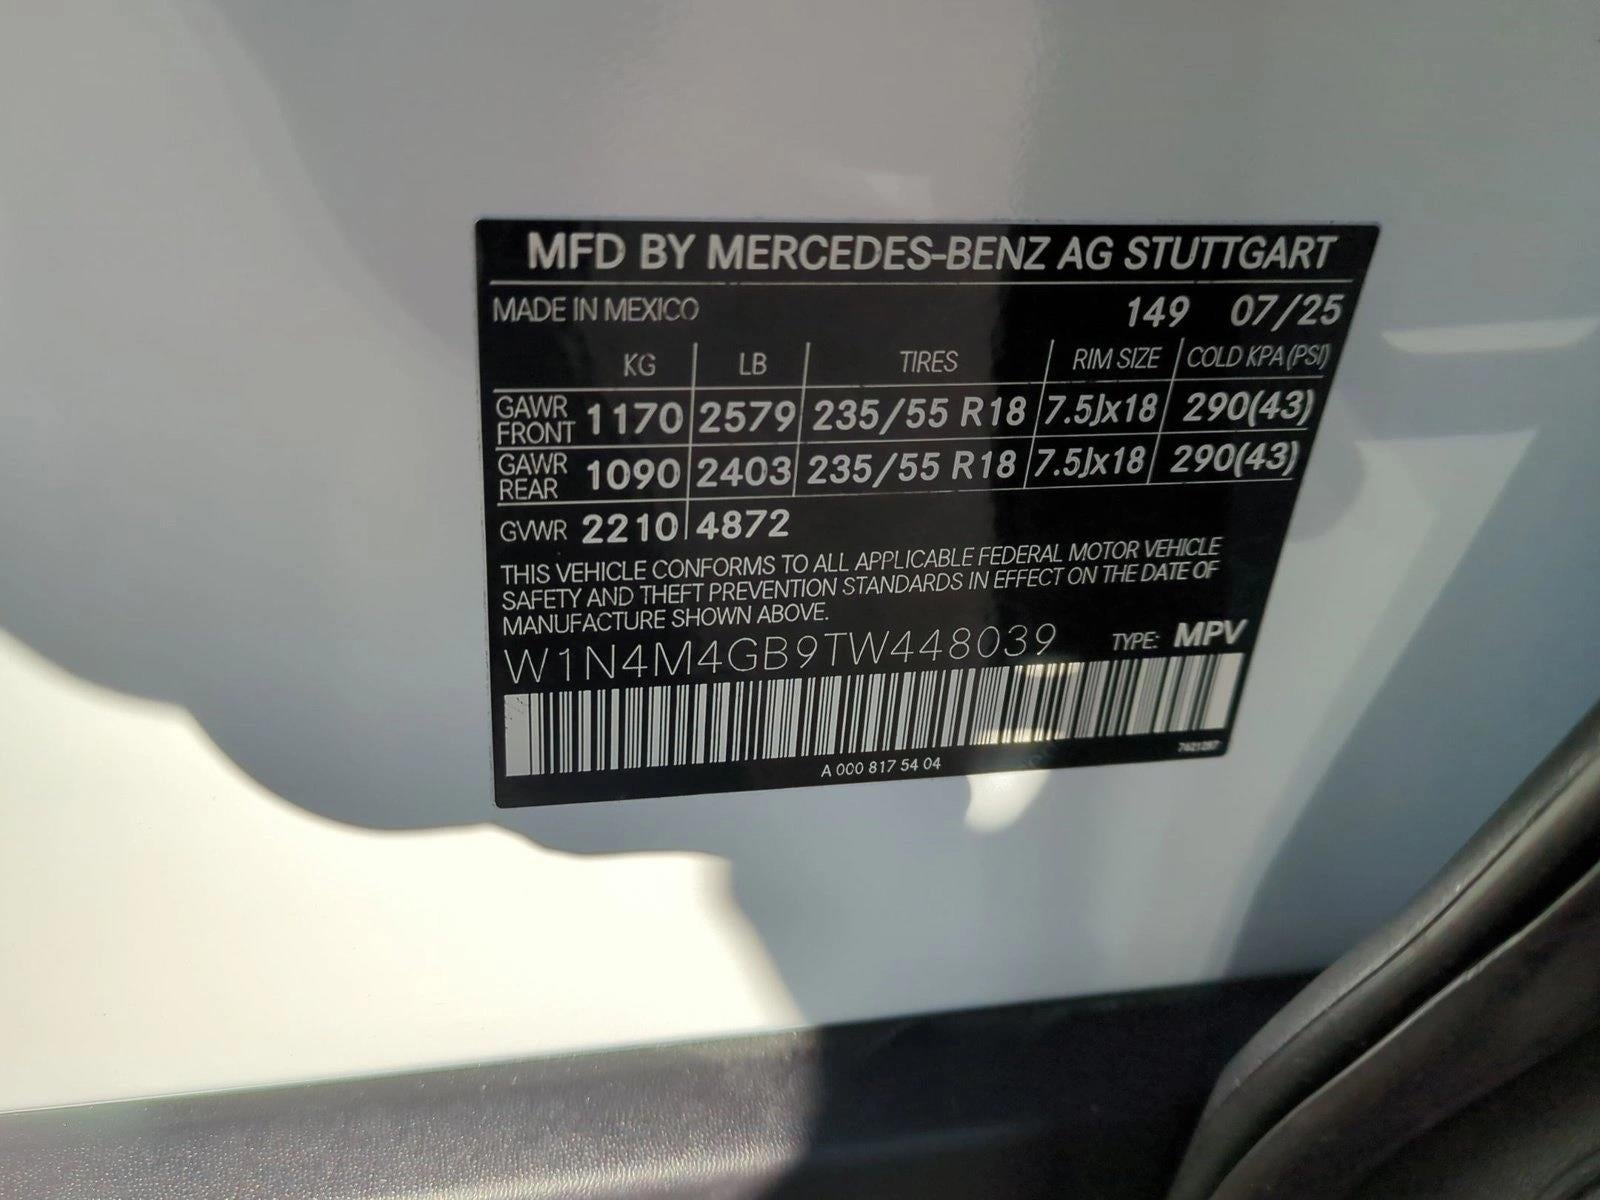 MFD BY MERCEDES-BENZ AG STUTTGART
MADE IN MEXICO 149 07/25
KG LB TIRES RIM SIZE COLD KPA (PSI)
GAWR FRONT 1170 2579 235/55 R18 7.5Jx18 290(43)
GAWR REAR 1090 2403 235/55 R18 7.5Jx18 290(43)
GVWR 2210 4872
THIS VEHICLE CONFORMS TO ALL APPLICABLE FEDERAL MOTOR VEHICLE
SAFETY AND THEFT PREVENTION STANDARDS IN EFFECT ON THE DATE OF
MANUFACTURE SHOWN ABOVE.
W1N4M4GB9TW448039 TYPE: MPV
A 000 817 54 04